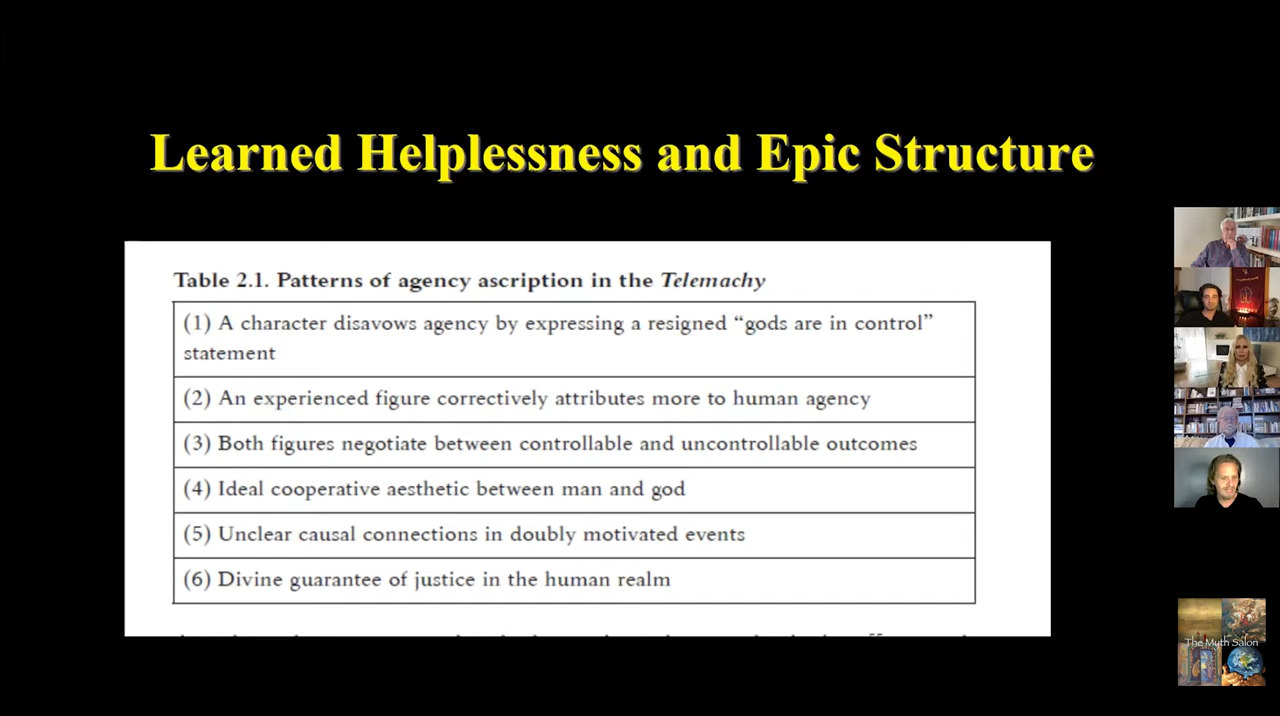 Learned Helplessness and Epic Structure
Table 2.1. Patterns of agency ascription in the Telemachy
(1) A character disavows agency by expressing a resigned “gods are in control”
statement
(2) An experienced figure correctively attributes more to human agency
(3) Both figures negotiate between controllable and uncontrollable outcomes
(4) Ideal cooperative aesthetic between man and god
(5) Unclear causal connections in doubly motivated events
(6) Divine guarantee of justice in the human realm
The Myth Salon